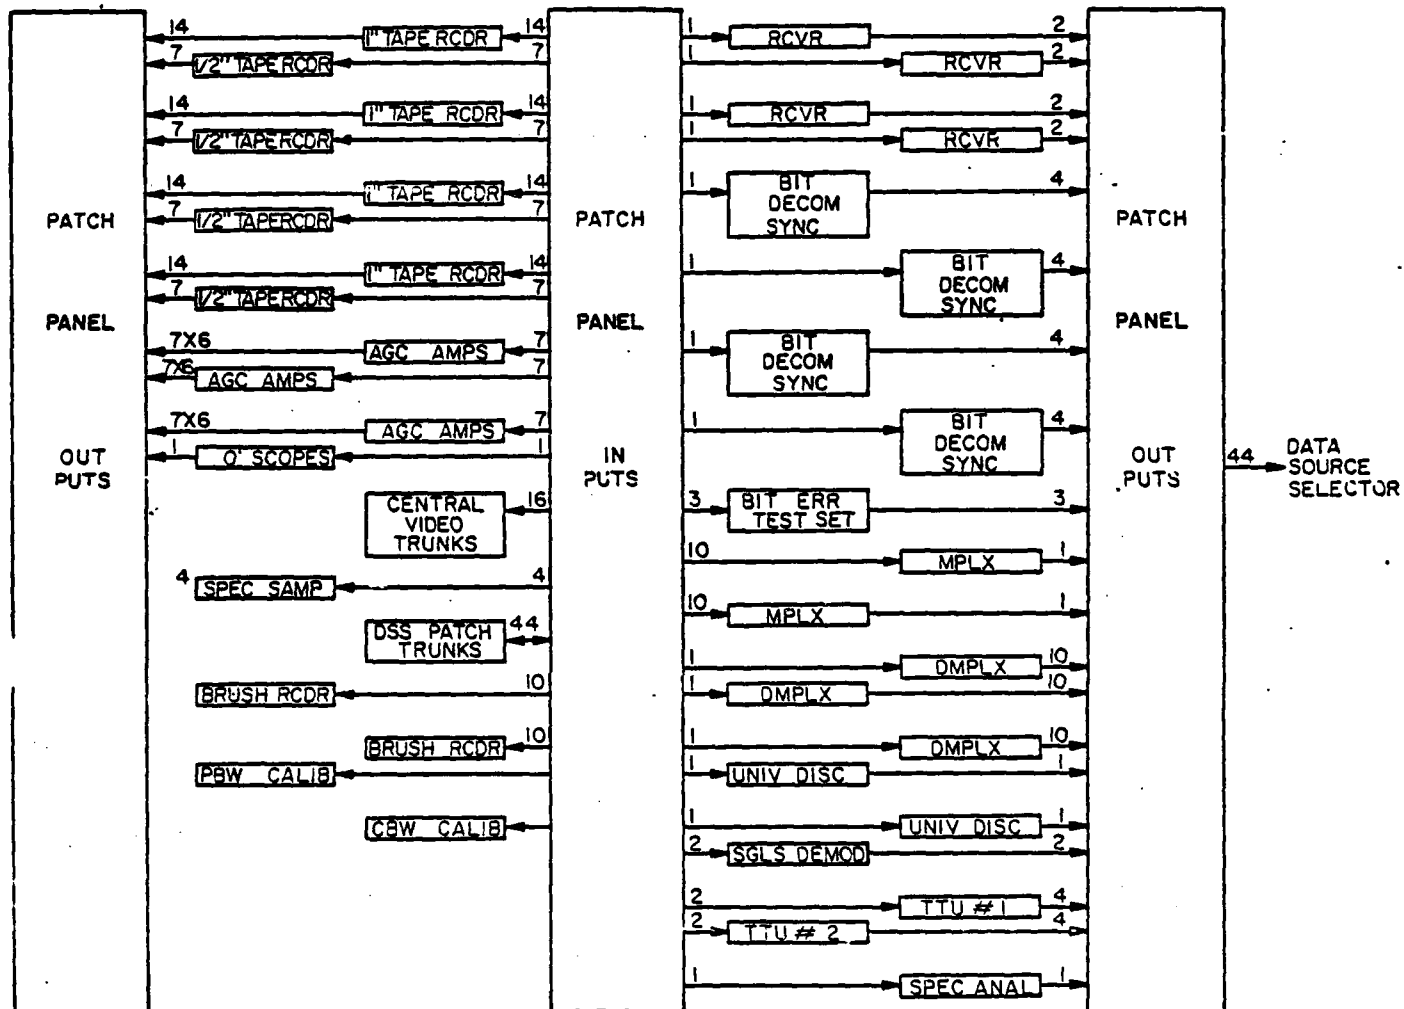 14 1" TAPE RCDR 14 1 RCVR 2
7 1/2" TAPE RCDR 7 1 RCVR 2
14 1" TAPE RCDR 14 1 RCVR 2
7 1/2" TAPE RCDR 7 1 RCVR 2
14 1" TAPE RCDR 14 1 BIT DECOM SYNC 4
7 1/2" TAPE RCDR 7
PATCH PATCH PATCH
14 1" TAPE RCDR 14 1 BIT DECOM SYNC 4
7 1/2" TAPE RCDR 7
PANEL PANEL PANEL
7X6 AGC AMPS 7 1 BIT DECOM SYNC 4
7X6 AGC AMPS 7
7X6 AGC AMPS 7 1 BIT DECOM SYNC 4
1 O' SCOPES 1
OUT PUTS IN PUTS OUT PUTS 44 DATA SOURCE SELECTOR
CENTRAL VIDEO TRUNKS 16 3 BIT ERR TEST SET 3
10 MPLX 1
4 SPEC SAMP 4
10 MPLX 1
DSS PATCH TRUNKS 44
1 DMPLX 10
BRUSH RCDR 10 1 DMPLX 10
BRUSH RCDR 10 1 DMPLX 10
PBW CALIB 1 UNIV DISC 1
CBW CALIB 1 UNIV DISC 1
2 SGLS DEMOD 2
2 TTU # 1 4
2 TTU # 2 4
1 SPEC ANAL 1